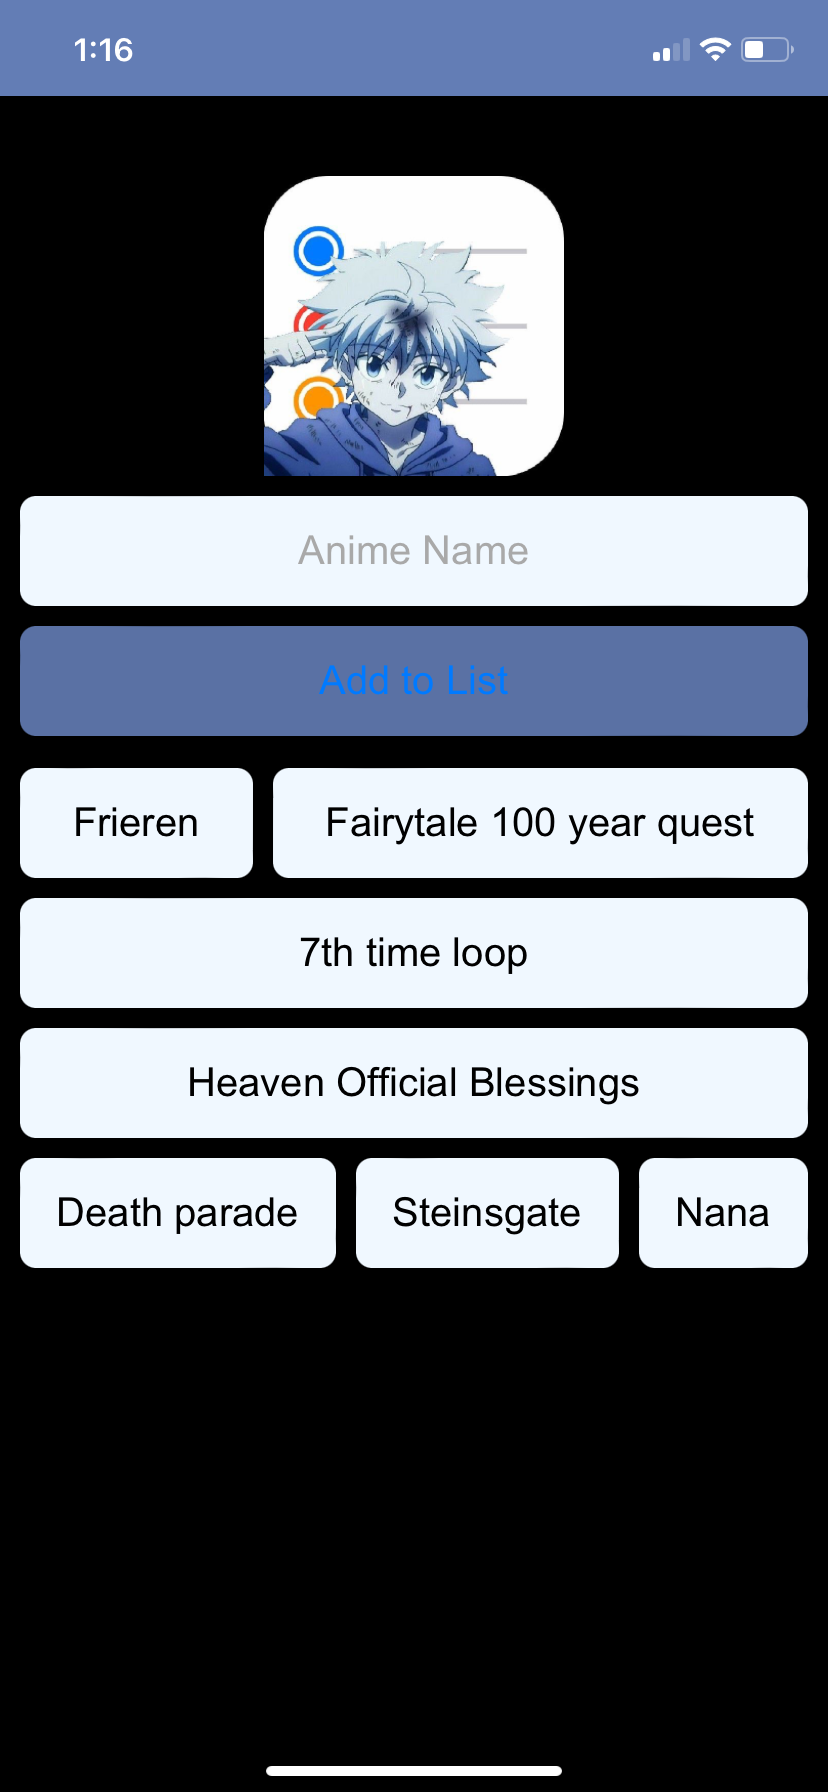 1:16
Anime Name
Add to List
Frieren
Fairytale 100 year quest
7th time loop
Heaven Official Blessings
Death parade
Steinsgate
Nana